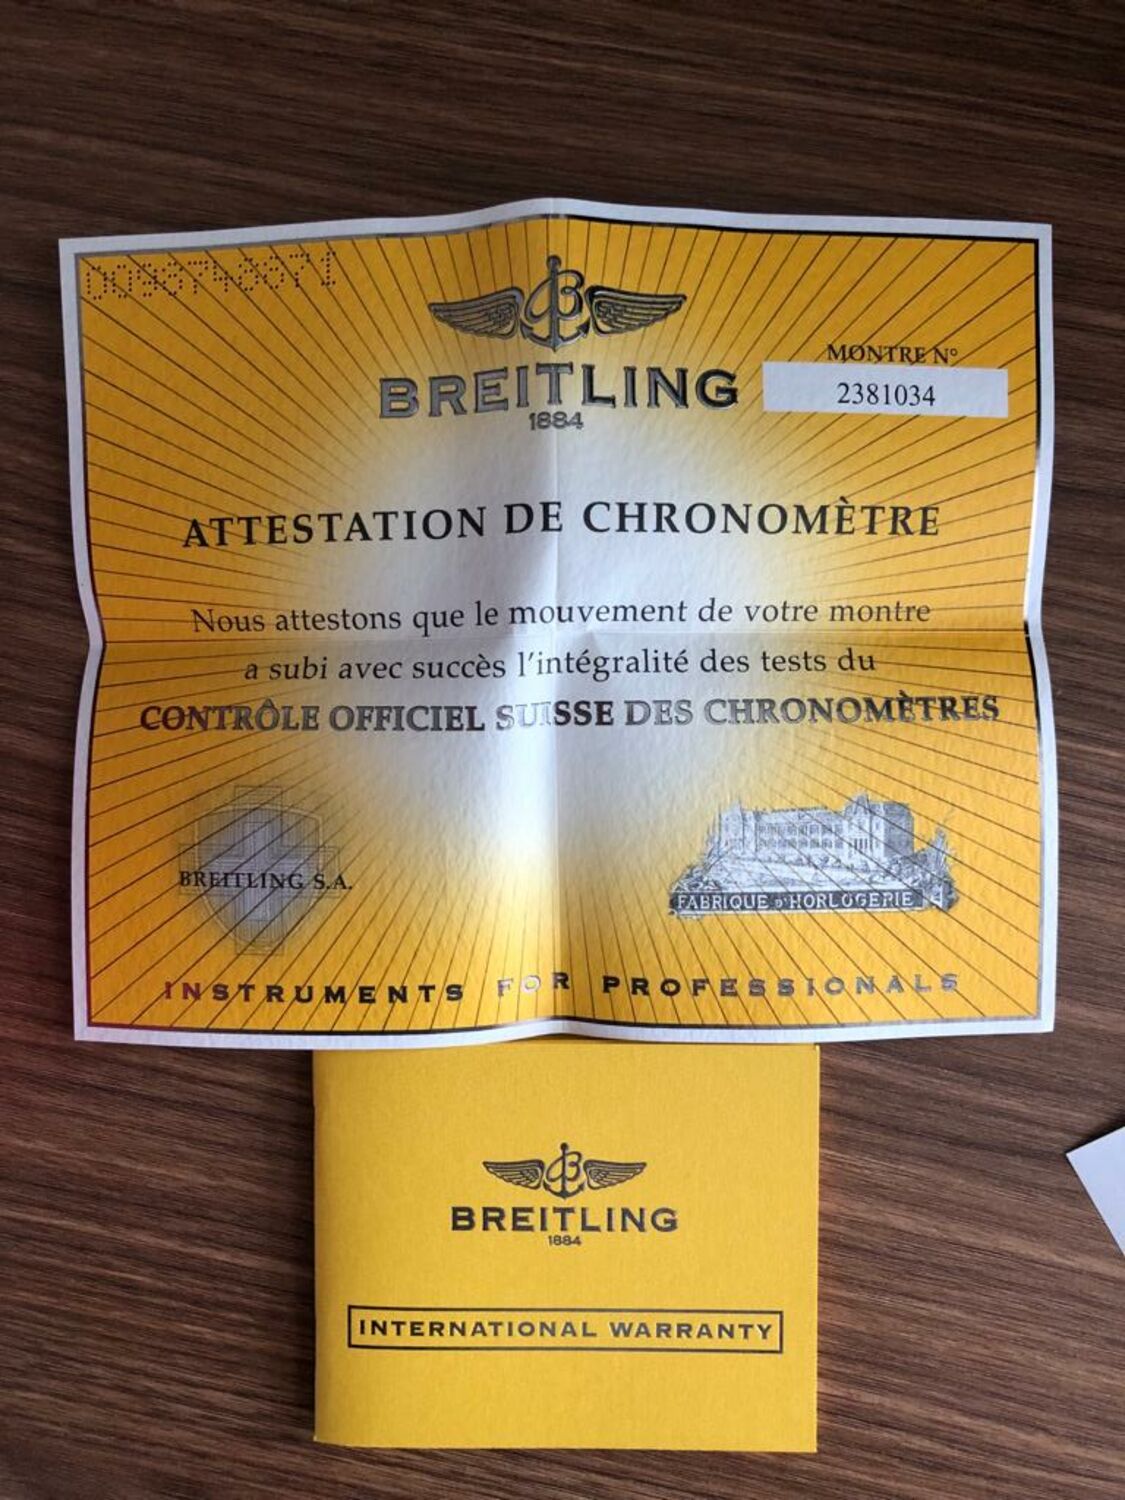 BREITLING
1884
MONTRE N°
2381034
ATTESTATION DE CHRONOMÈTRE
Nous attestons que le mouvement de votre montre
a subi avec succès l'intégralité des tests du
CONTRÔLE OFFICIEL SUISSE DES CHRONOMÈTRES
BREITLING S.A.
FABRIQUE D'HORLOGERIE
INSTRUMENTS FOR PROFESSIONALS
BREITLING
1884
INTERNATIONAL WARRANTY